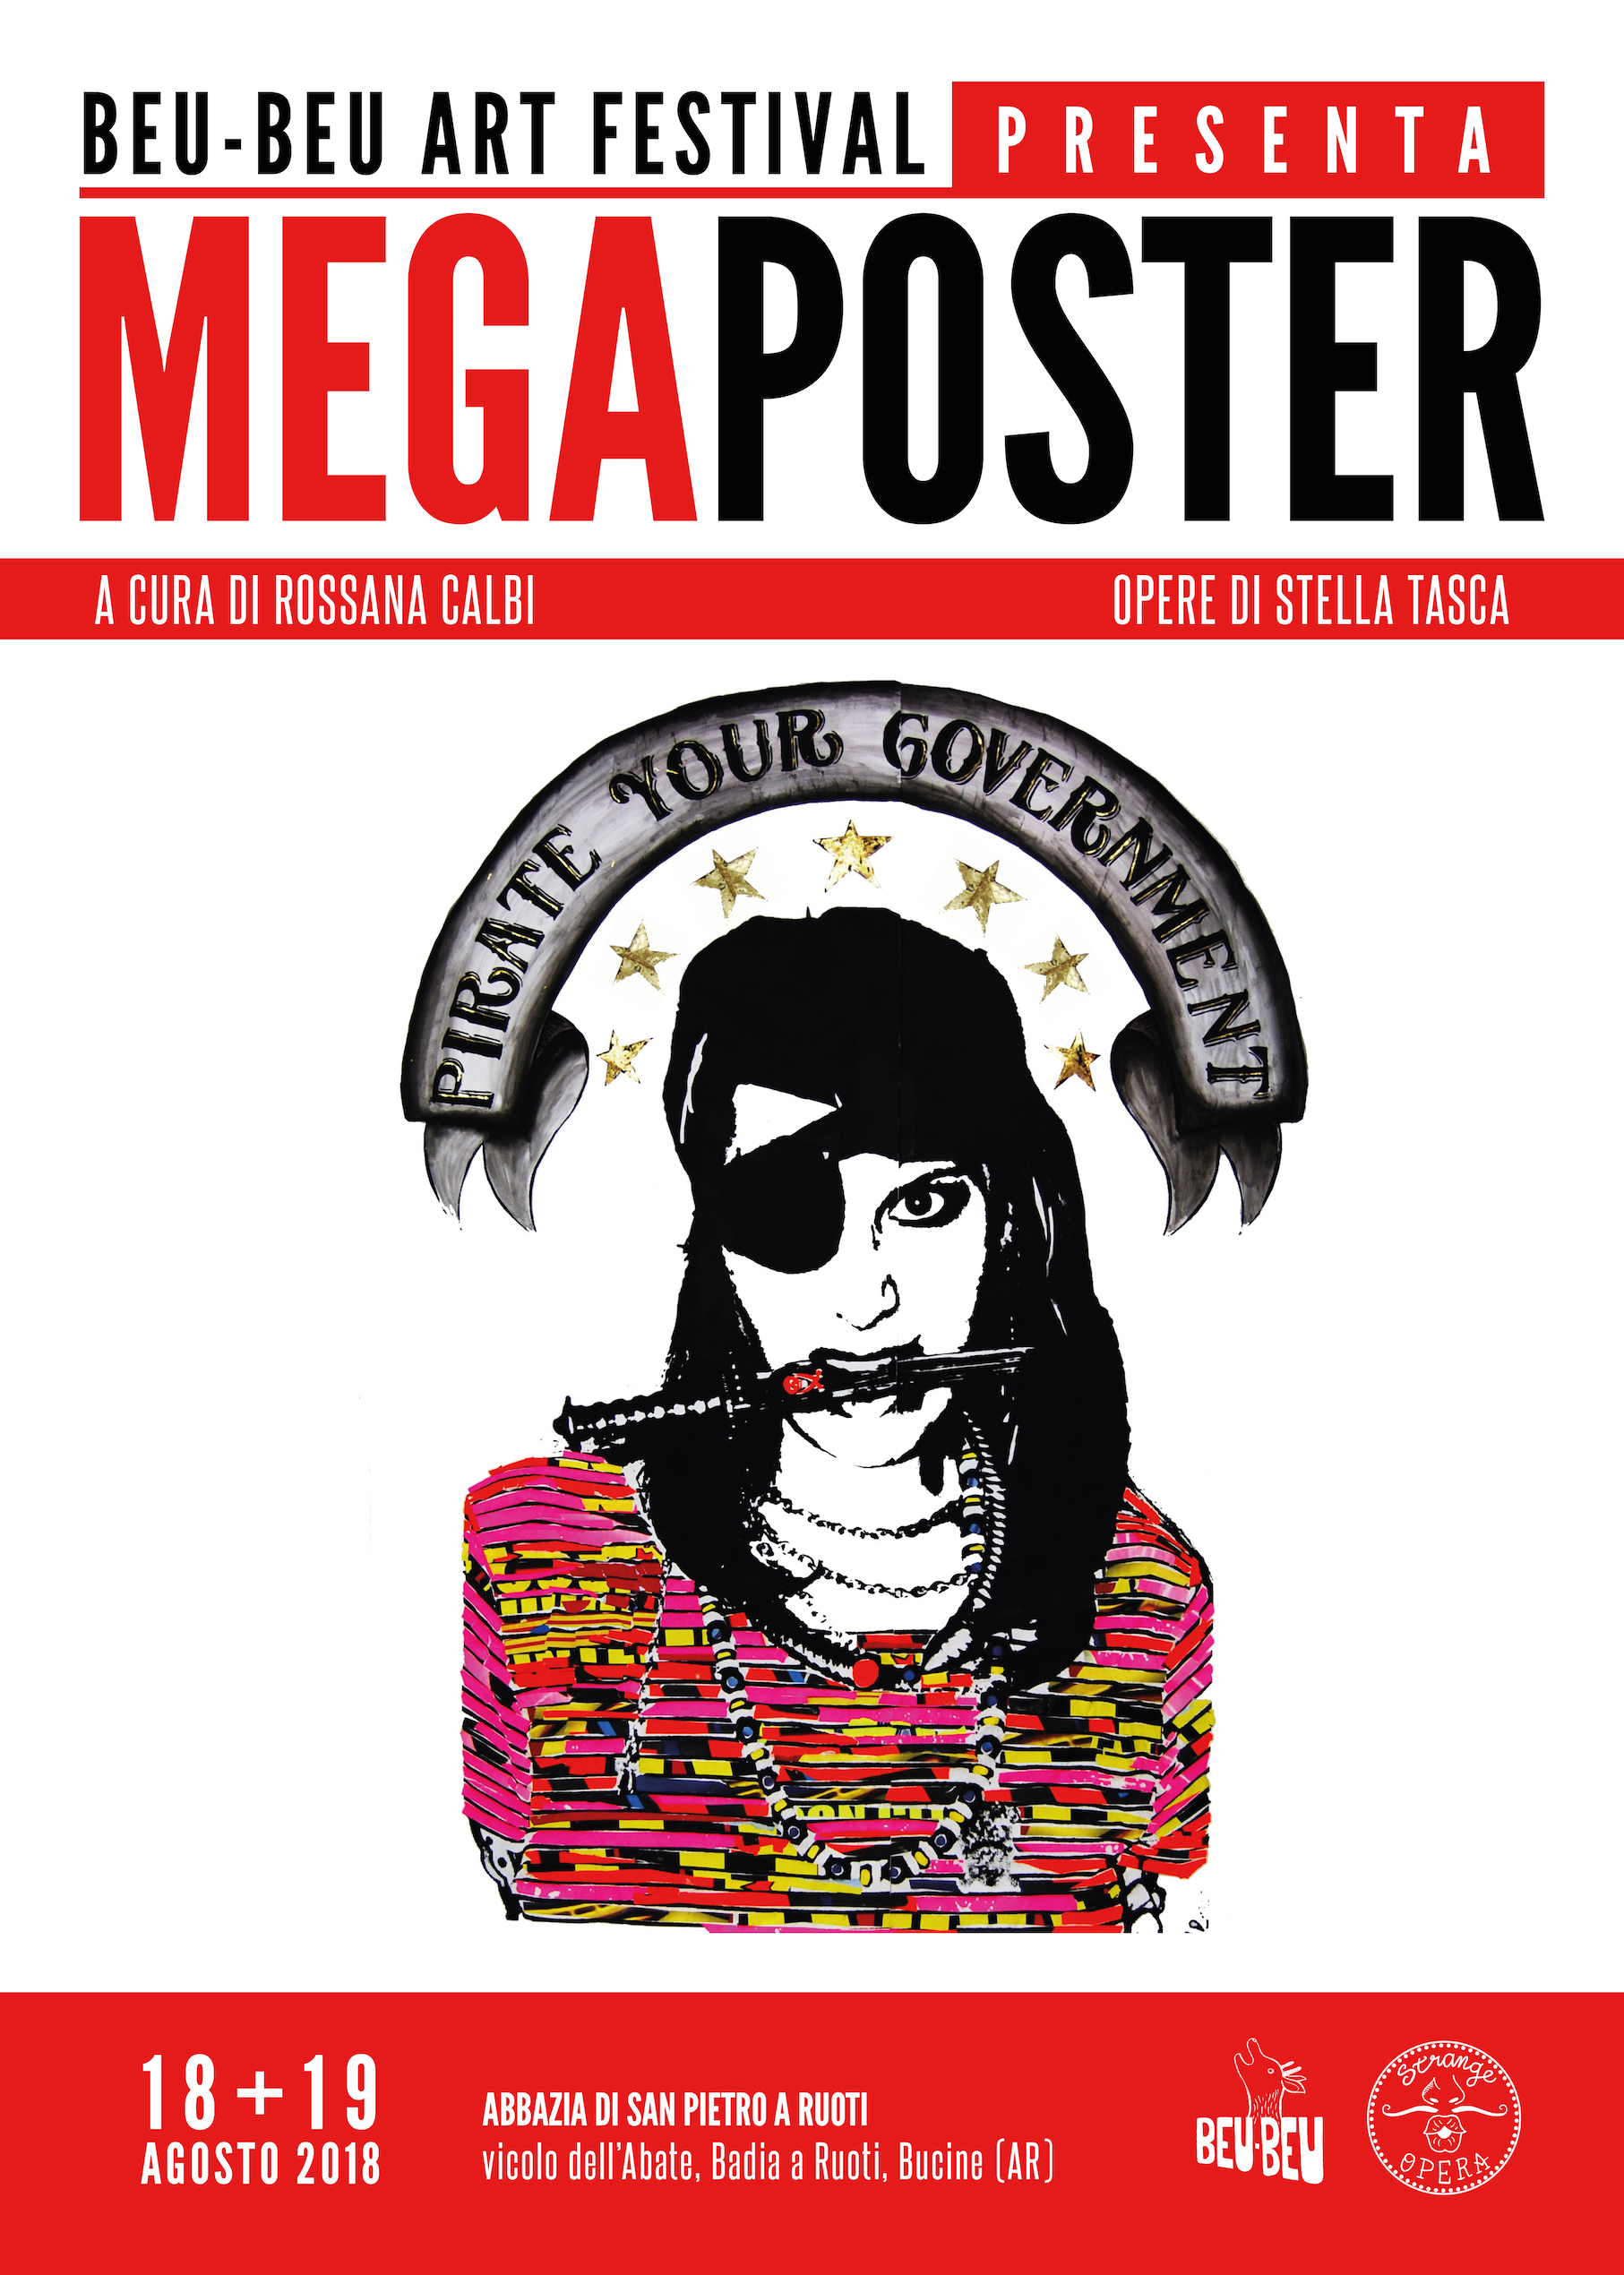 BEU-BEU ART FESTIVAL PRESENTA
MEGAPOSTER
A CURA DI ROSSANA CALBI
OPERE DI STELLA TASCA
PIRATE YOUR GOVERNMENT
18+19
AGOSTO 2018
ABBAZIA DI SAN PIETRO A RUOTI
vicolo dell'Abate, Badia a Ruoti, Bucine (AR)
BEU-BEU
Strange
OPERA